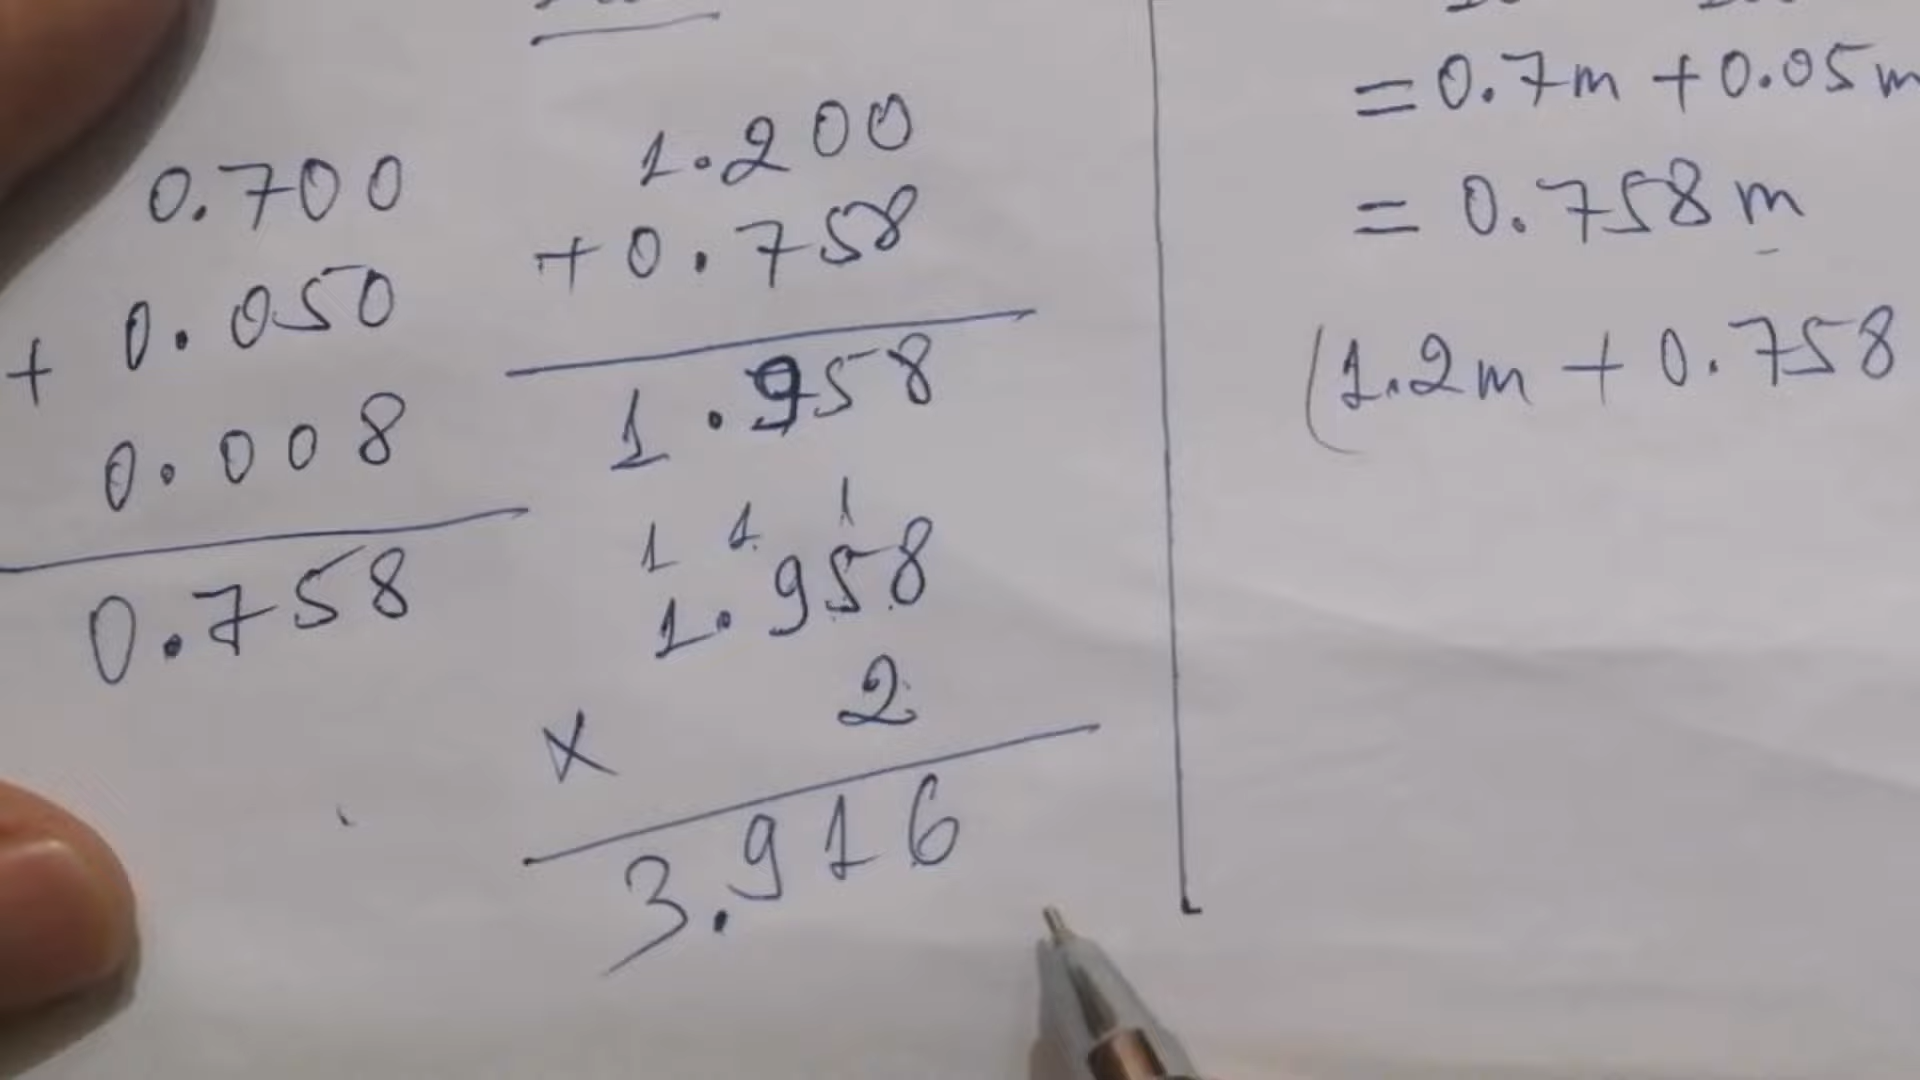 0.700
+ 0.050
0.008
0.758
1.200
+ 0.758
1.958
1 1 1
1.958
× 2
3.916
= 0.7m + 0.05m
= 0.758 m
(1.2m + 0.758